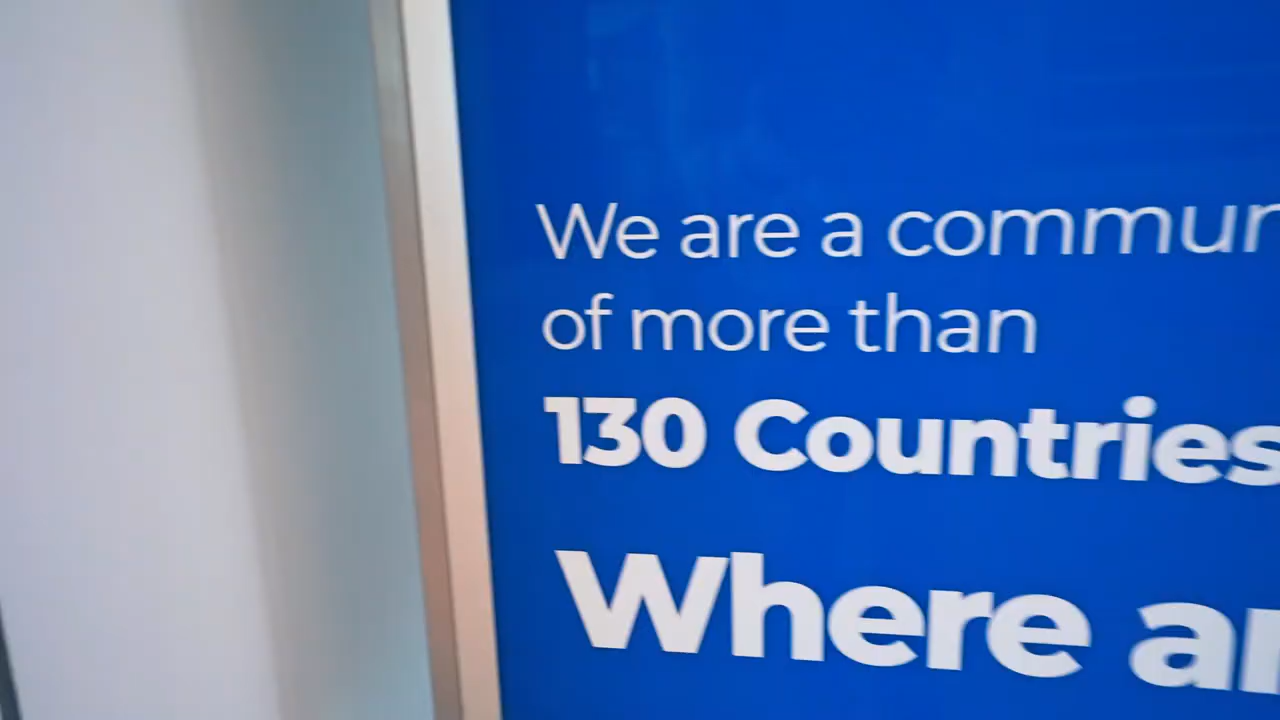 We are a commun
of more than
130 Countries
Where ar